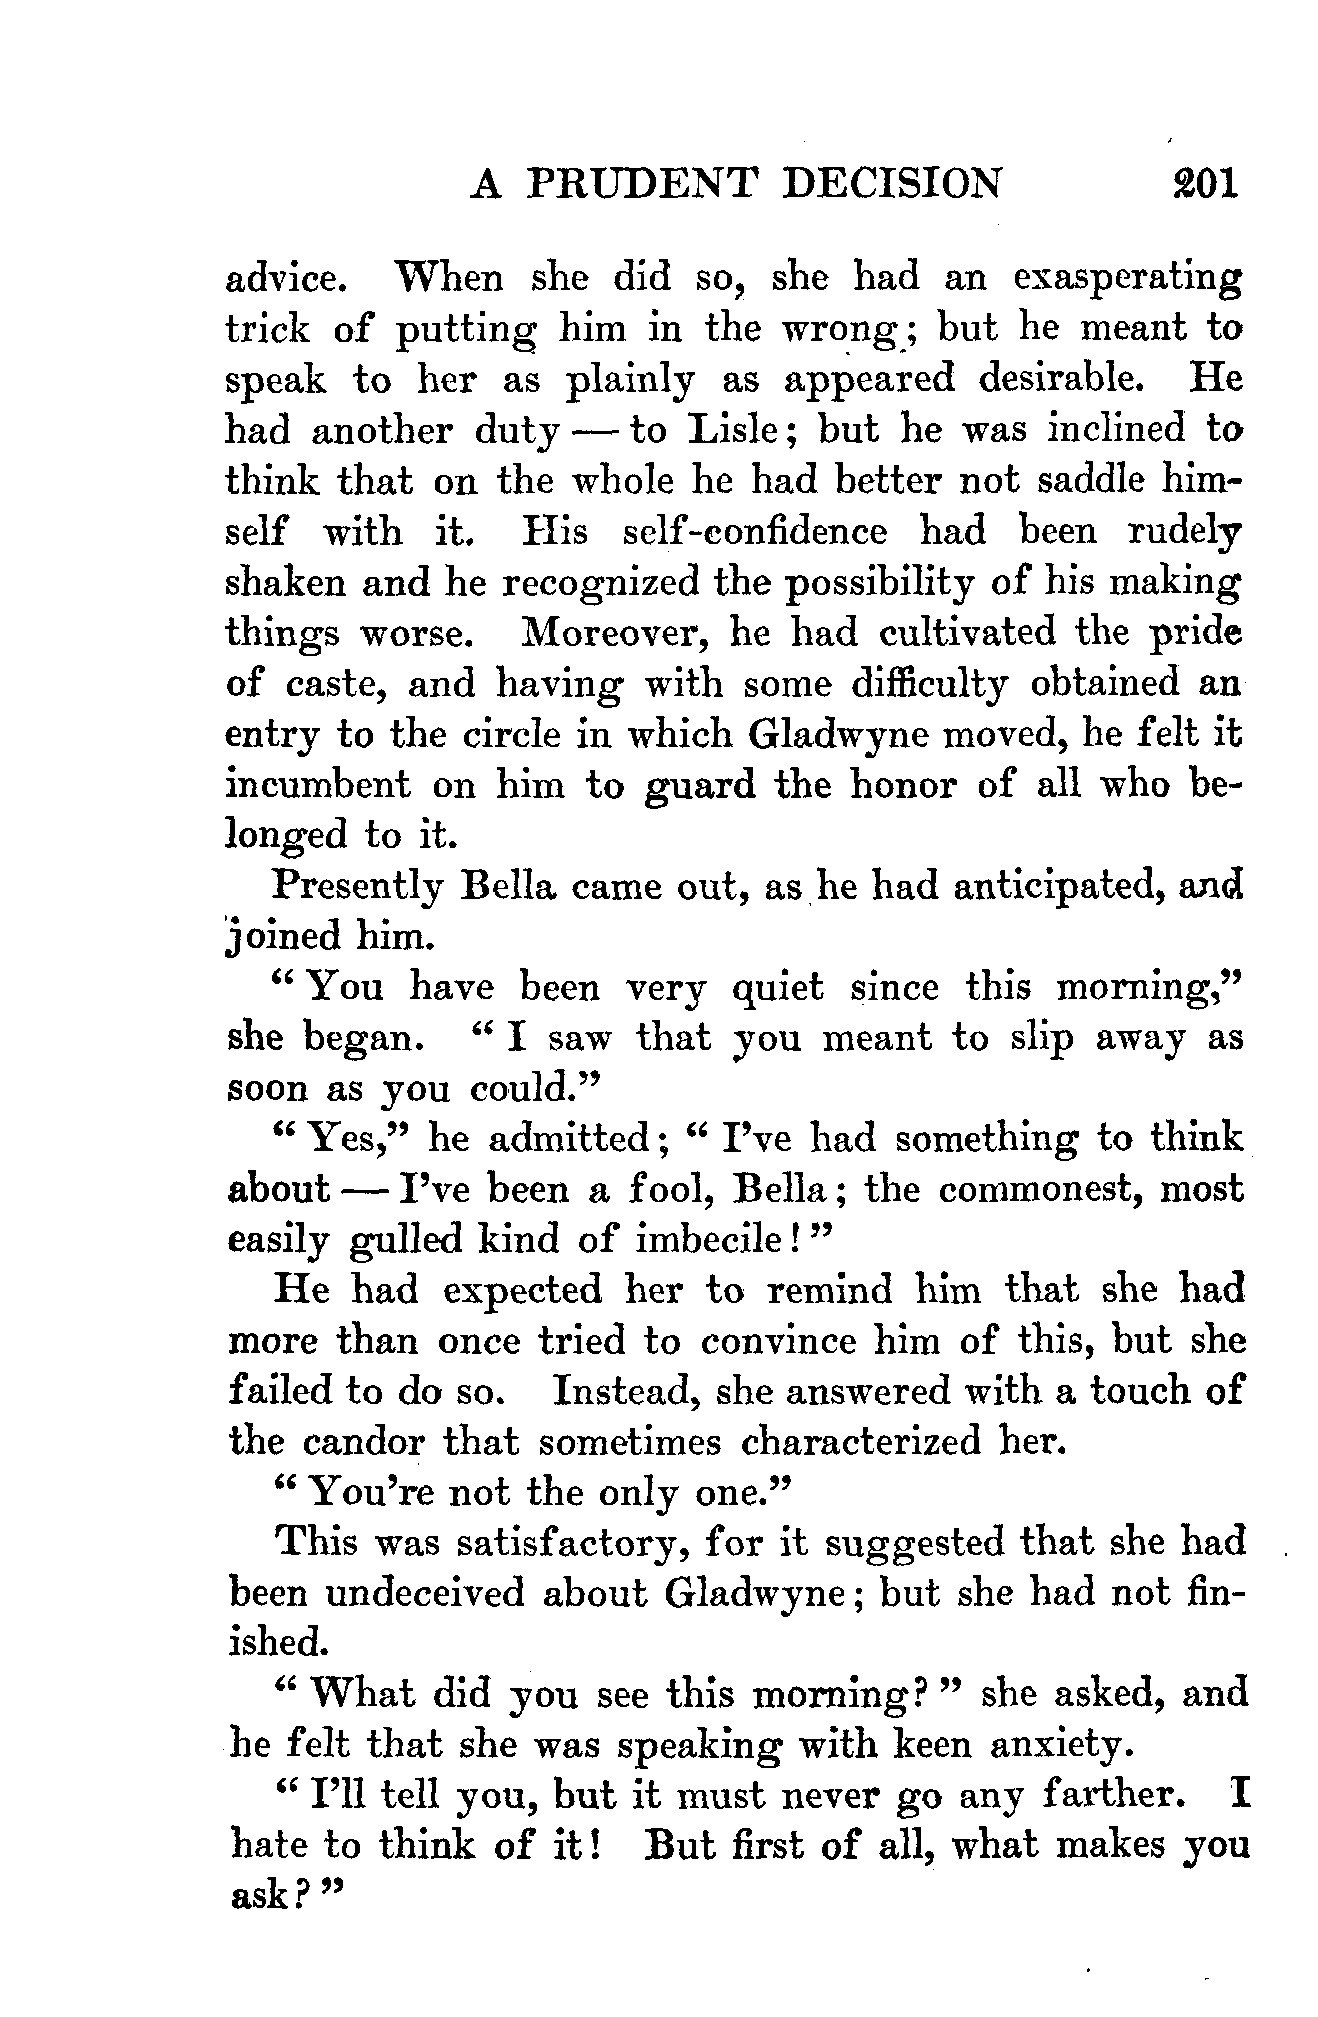 A PRUDENT DECISION 201
advice. When she did so, she had an exasperating
trick of putting him in the wrong; but he meant to
speak to her as plainly as appeared desirable. He
had another duty — to Lisle; but he was inclined to
think that on the whole he had better not saddle him-
self with it. His self-confidence had been rudely
shaken and he recognized the possibility of his making
things worse. Moreover, he had cultivated the pride
of caste, and having with some difficulty obtained an
entry to the circle in which Gladwyne moved, he felt it
incumbent on him to guard the honor of all who be-
longed to it.
Presently Bella came out, as he had anticipated, and
joined him.
“ You have been very quiet since this morning,”
she began. “ I saw that you meant to slip away as
soon as you could.”
“ Yes,” he admitted; “ I’ve had something to think
about — I’ve been a fool, Bella; the commonest, most
easily gulled kind of imbecile! ”
He had expected her to remind him that she had
more than once tried to convince him of this, but she
failed to do so. Instead, she answered with a touch of
the candor that sometimes characterized her.
“ You’re not the only one.”
This was satisfactory, for it suggested that she had
been undeceived about Gladwyne; but she had not fin-
ished.
“ What did you see this morning? ” she asked, and
he felt that she was speaking with keen anxiety.
“ I’ll tell you, but it must never go any farther. I
hate to think of it! But first of all, what makes you
ask? ”